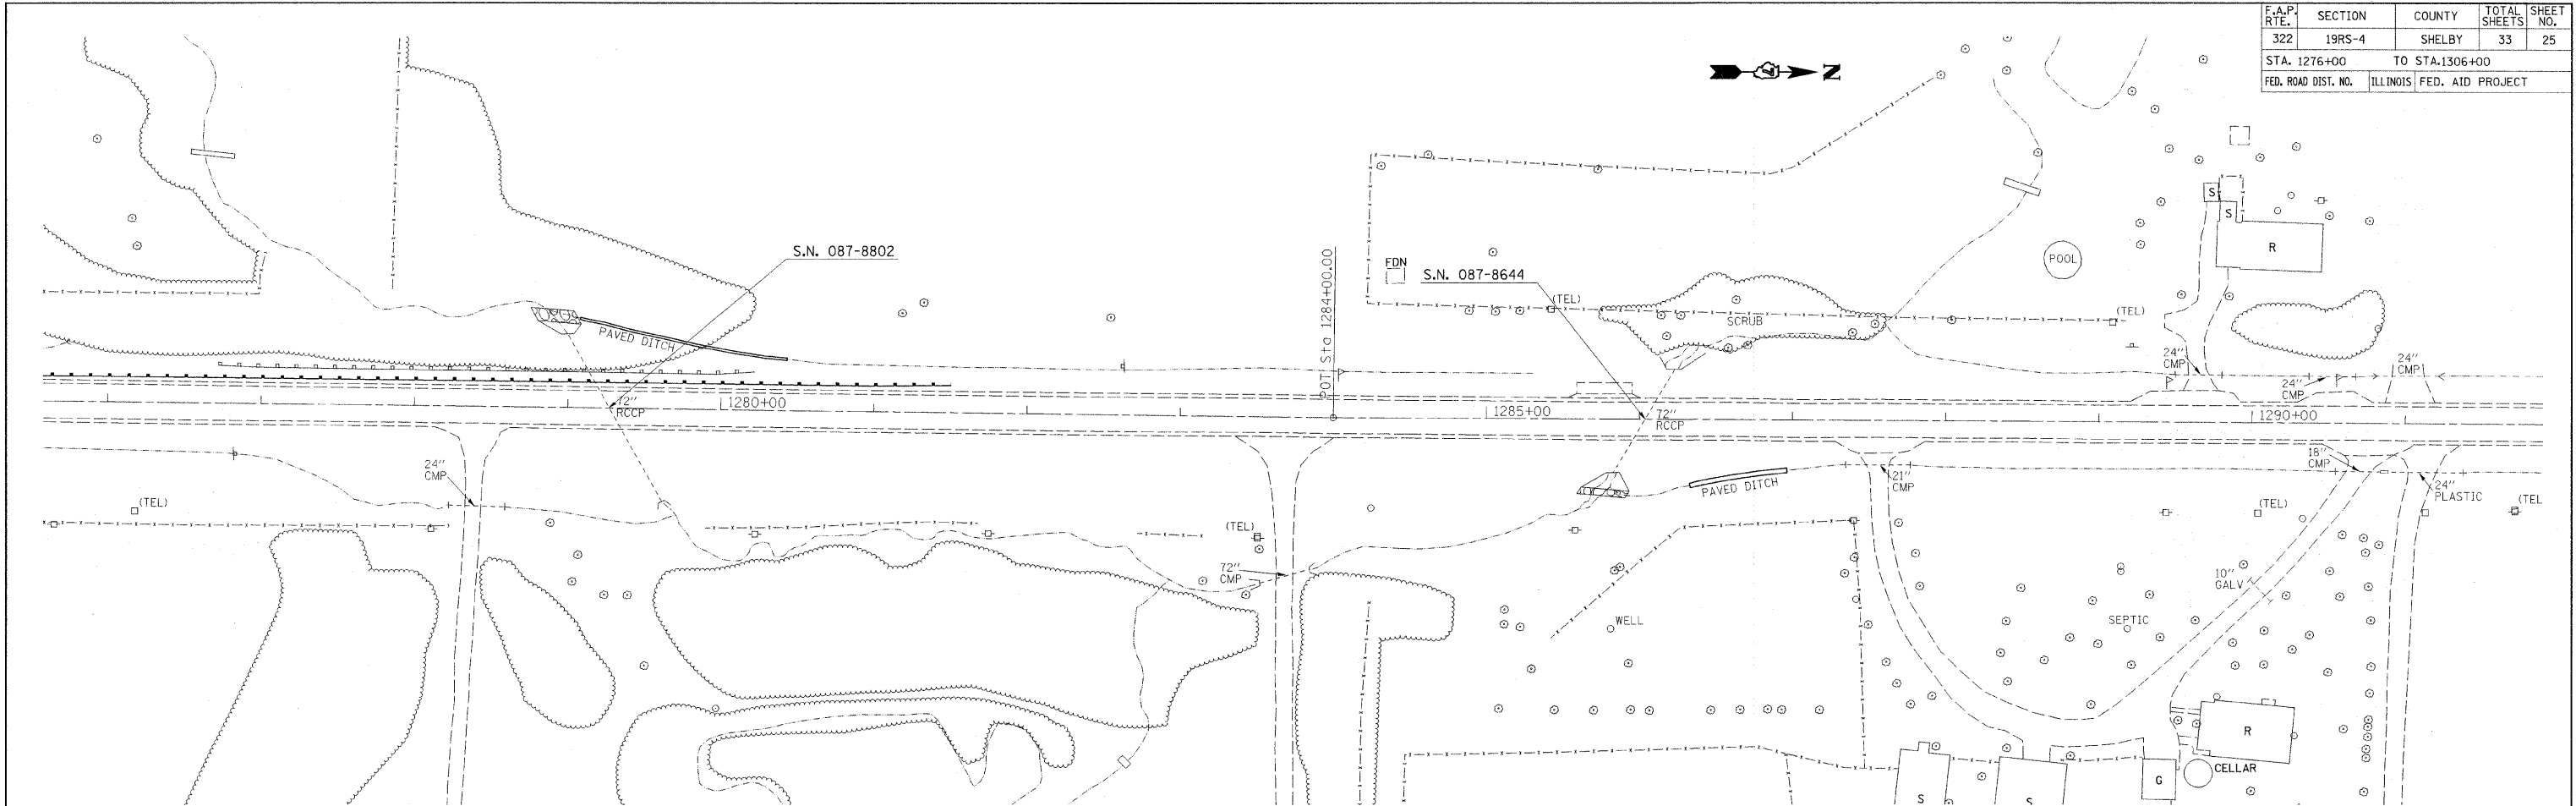 F.A.P. RTE. SECTION COUNTY TOTAL SHEETS SHEET NO.
322 19RS-4 SHELBY 33 25
STA. 1276+00 TO STA.1306+00
FED. ROAD DIST. NO. ILLINOIS FED. AID PROJECT
N
S
S
R
S.N. 087-8802
POOL
FDN
S.N. 087-8644
(TEL)
(TEL)
SCRUB
PAVED DITCH
POT Sta 1284+00.00
24" CMP
24" CMP
24" CMP
72" RCCP
1280+00
1285+00
72" RCCP
1290+00
24" CMP
18" CMP
21" CMP
PAVED DITCH
24" PLASTIC
(TEL)
(TEL)
(TEL)
(TEL
72" CMP
10" GALV
WELL
SEPTIC
R
CELLAR
G
S
S